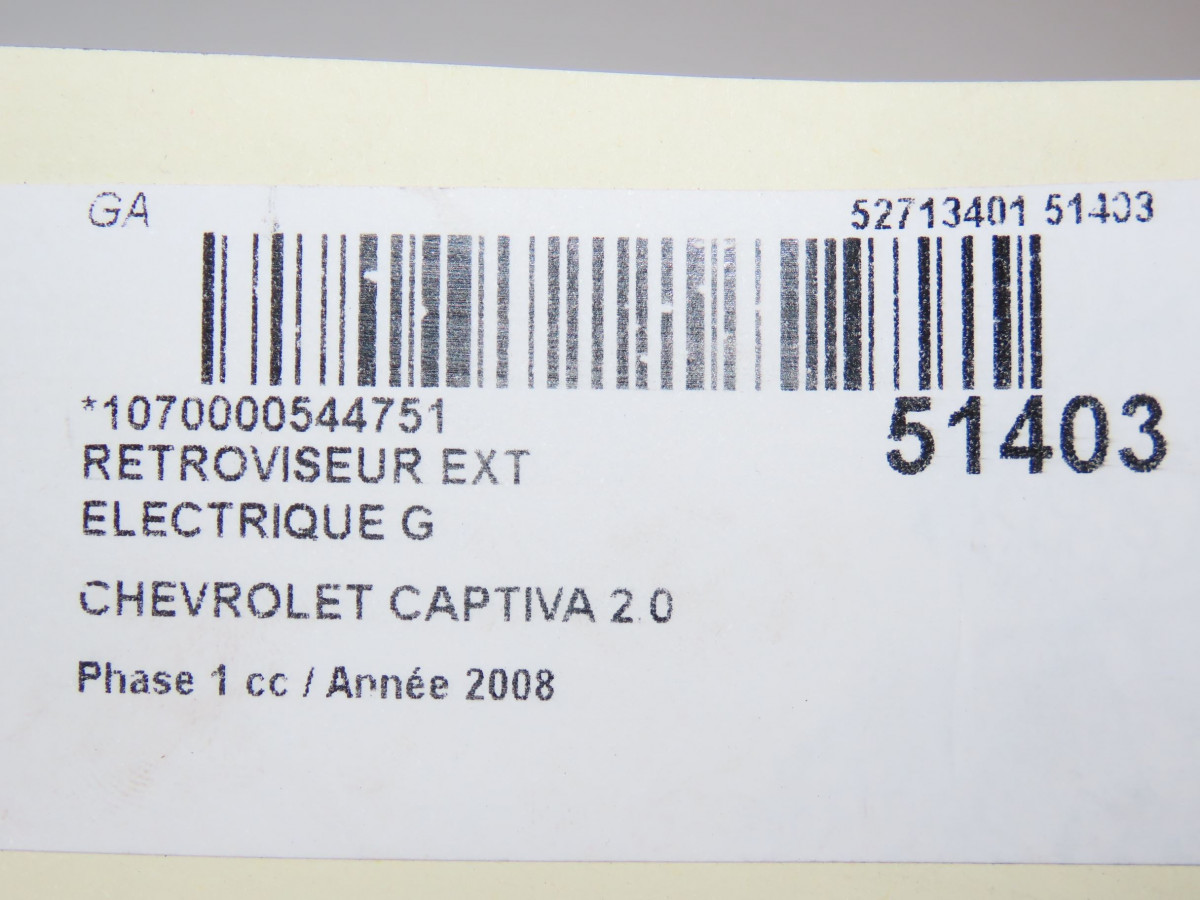 GA
52713401 51403
*1070000544751
51403
RETROVISEUR EXT
ELECTRIQUE G
CHEVROLET CAPTIVA 2.0
Phase 1 cc / Année 2008